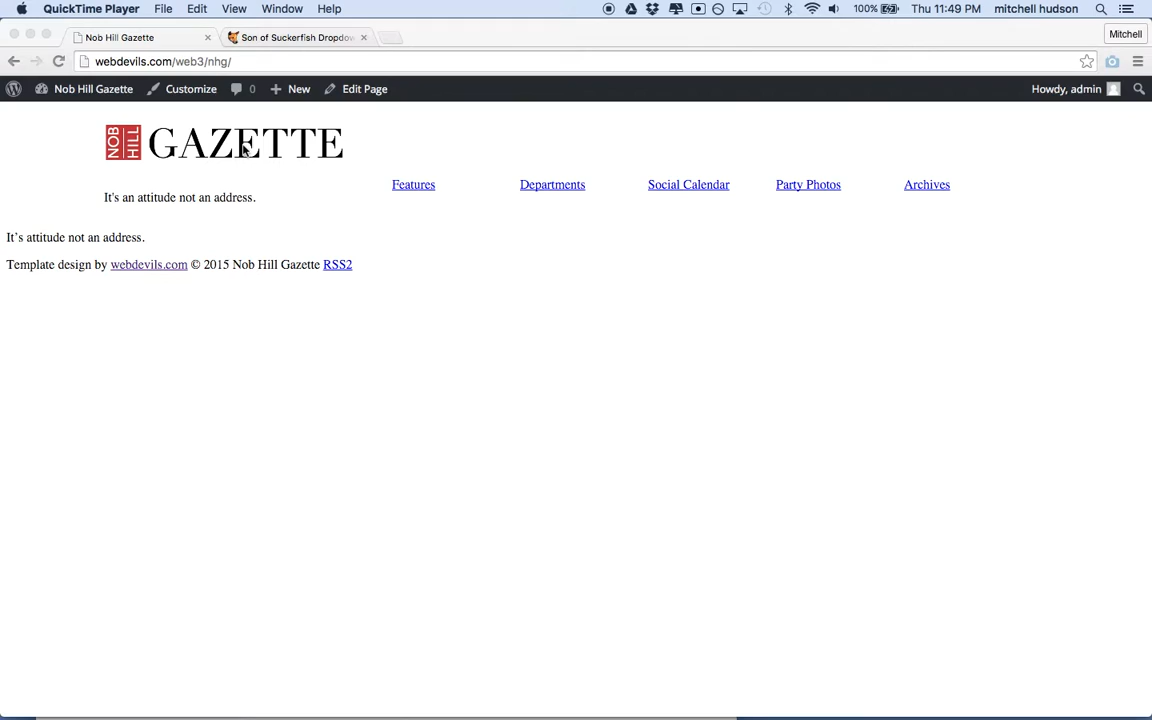 QuickTime Player File Edit View Window Help 100% Thu 11:49 PM mitchell hudson
Nob Hill Gazette Son of Suckerfish Dropdow Mitchell
webdevils.com/web3/nhg/
Nob Hill Gazette Customize 0 New Edit Page Howdy, admin
NOB HILL GAZETTE
Features Departments Social Calendar Party Photos Archives
It's an attitude not an address.
It’s attitude not an address.
Template design by webdevils.com © 2015 Nob Hill Gazette RSS2